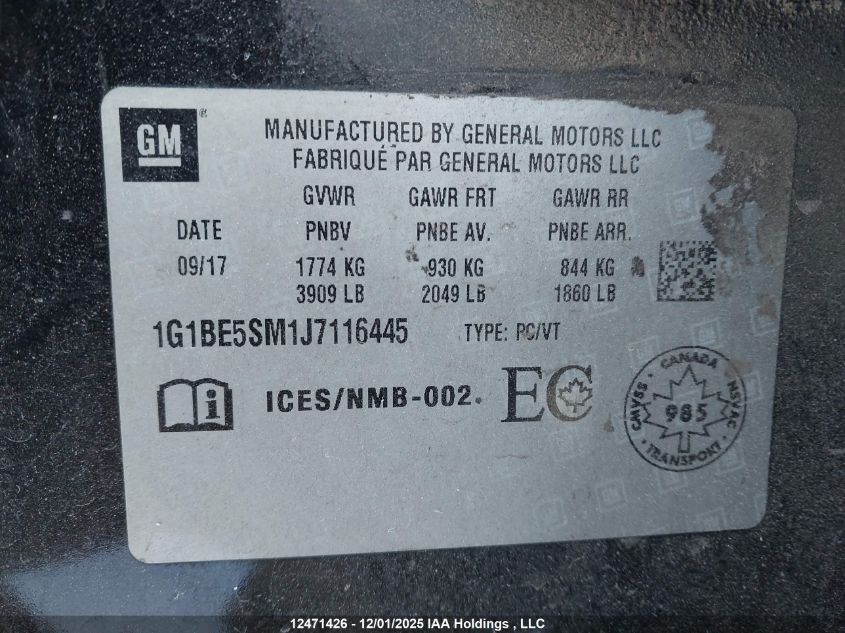 GM
®
MANUFACTURED BY GENERAL MOTORS LLC
FABRIQUÉ PAR GENERAL MOTORS LLC
GVWR GAWR FRT GAWR RR
DATE PNBV PNBE AV. PNBE ARR.
09/17 1774 KG 930 KG 844 KG
3909 LB 2049 LB 1860 LB
1G1BE5SM1J7116445 TYPE: PC/VT
i ICES/NMB-002 EC
CANADA
CMVSS 985 NSVAC
TRANSPORT
12471426 - 12/01/2025 IAA Holdings , LLC